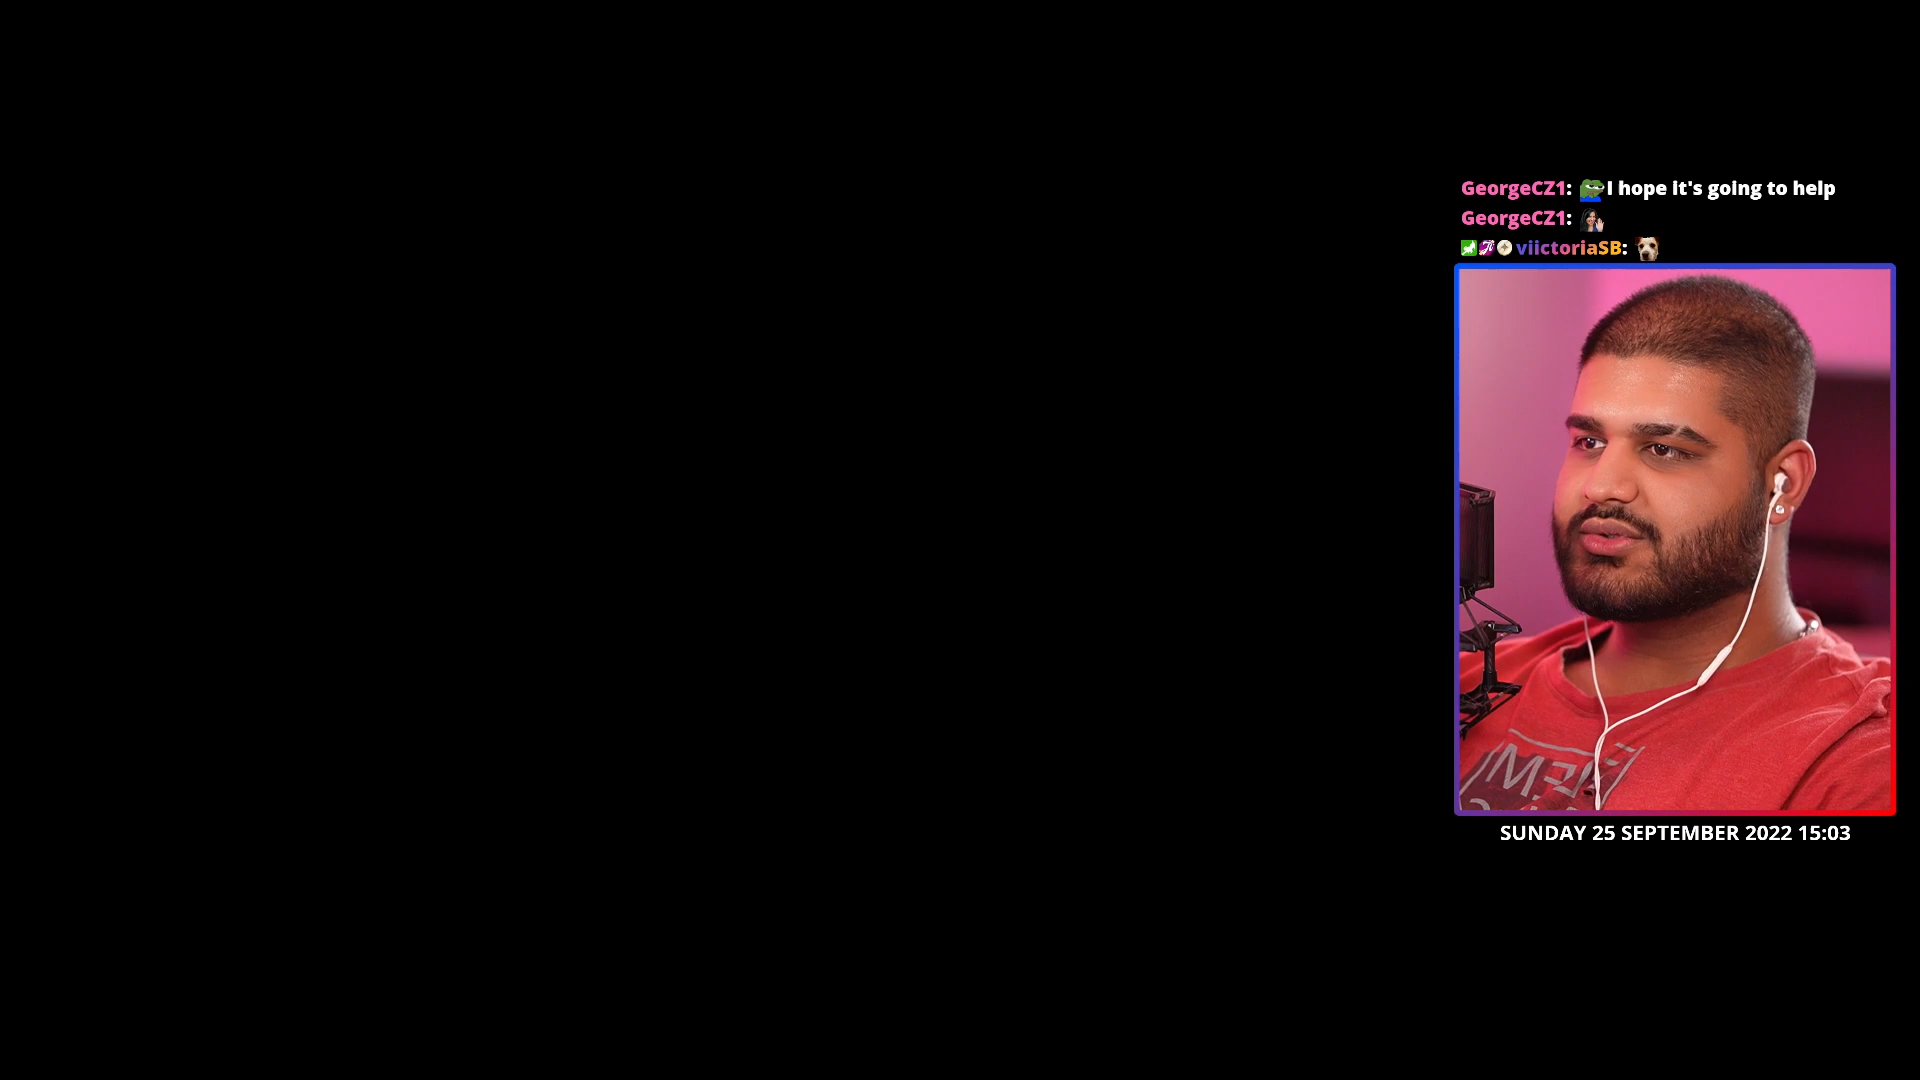 GeorgeCZ1: I hope it's going to help
GeorgeCZ1:
viictoriaSB:
SUNDAY 25 SEPTEMBER 2022 15:03